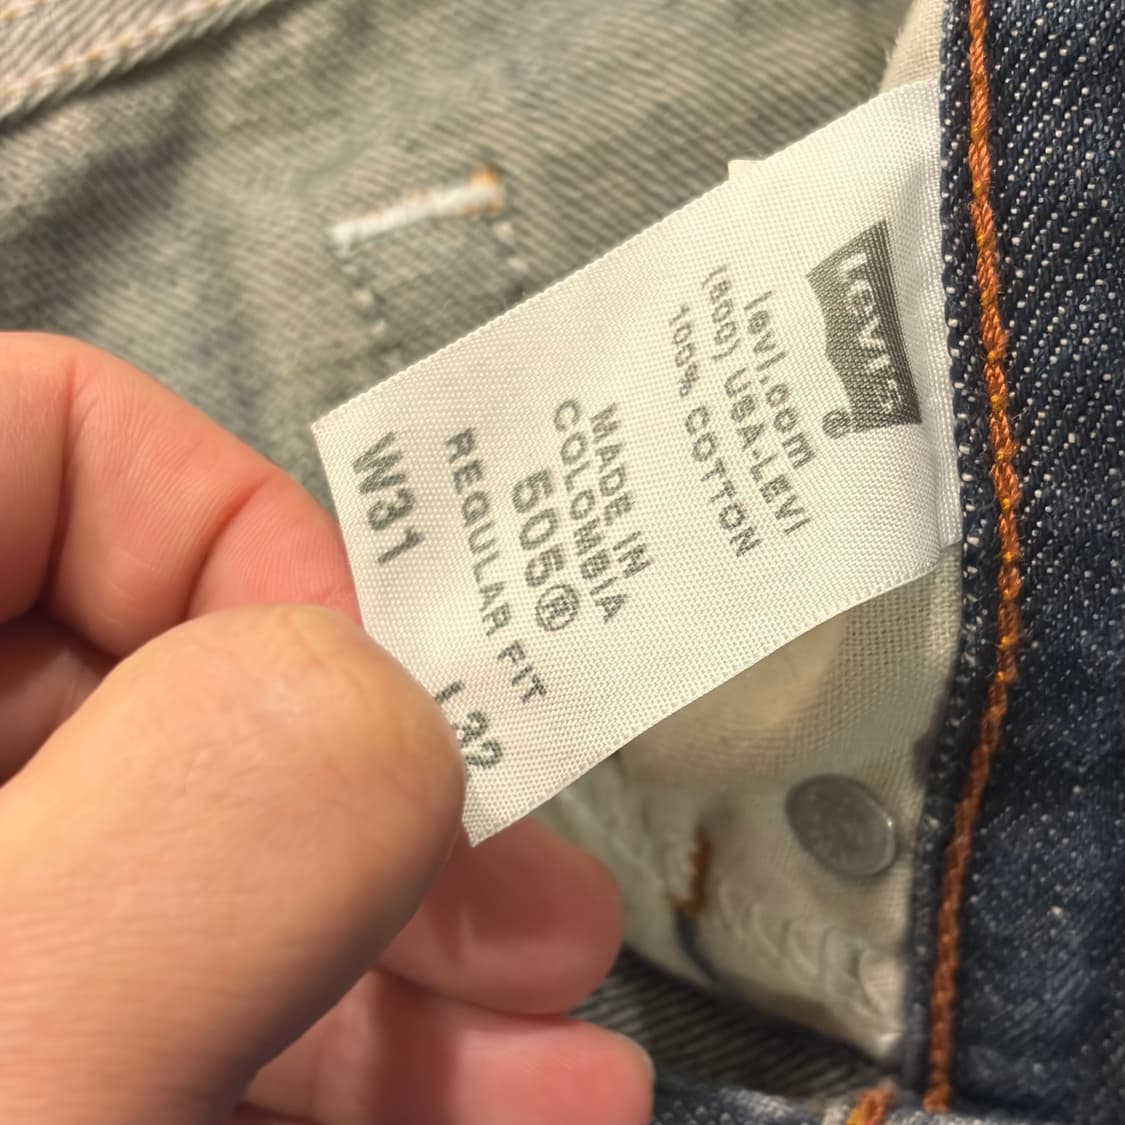 Levi's®
levi.com
(800) USA-LEVI
100% COTTON
MADE IN
COLOMBIA
505®
REGULAR FIT
W31 L32